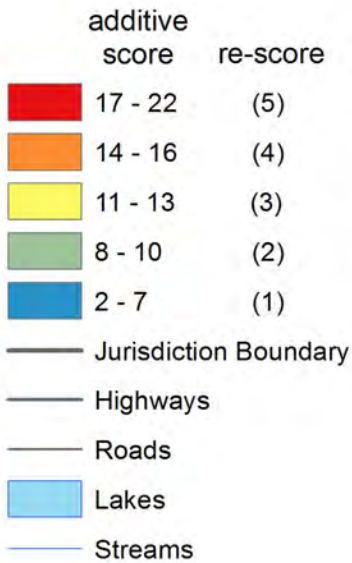 additive
score re-score
17 - 22 (5)
14 - 16 (4)
11 - 13 (3)
8 - 10 (2)
2 - 7 (1)
Jurisdiction Boundary
Highways
Roads
Lakes
Streams